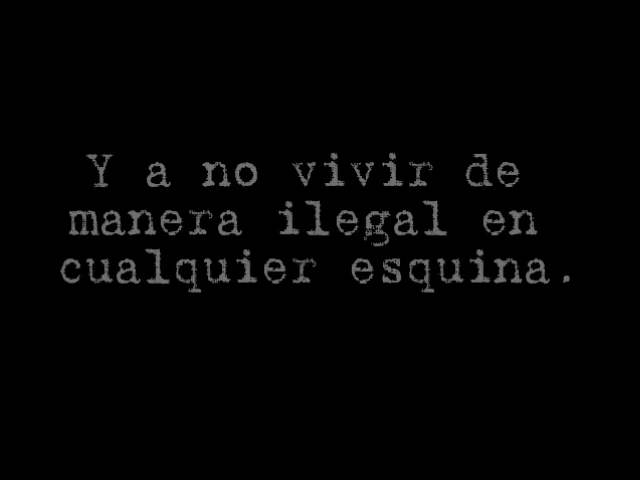 Y a no vivir de
manera ilegal en
cualquier esquina.